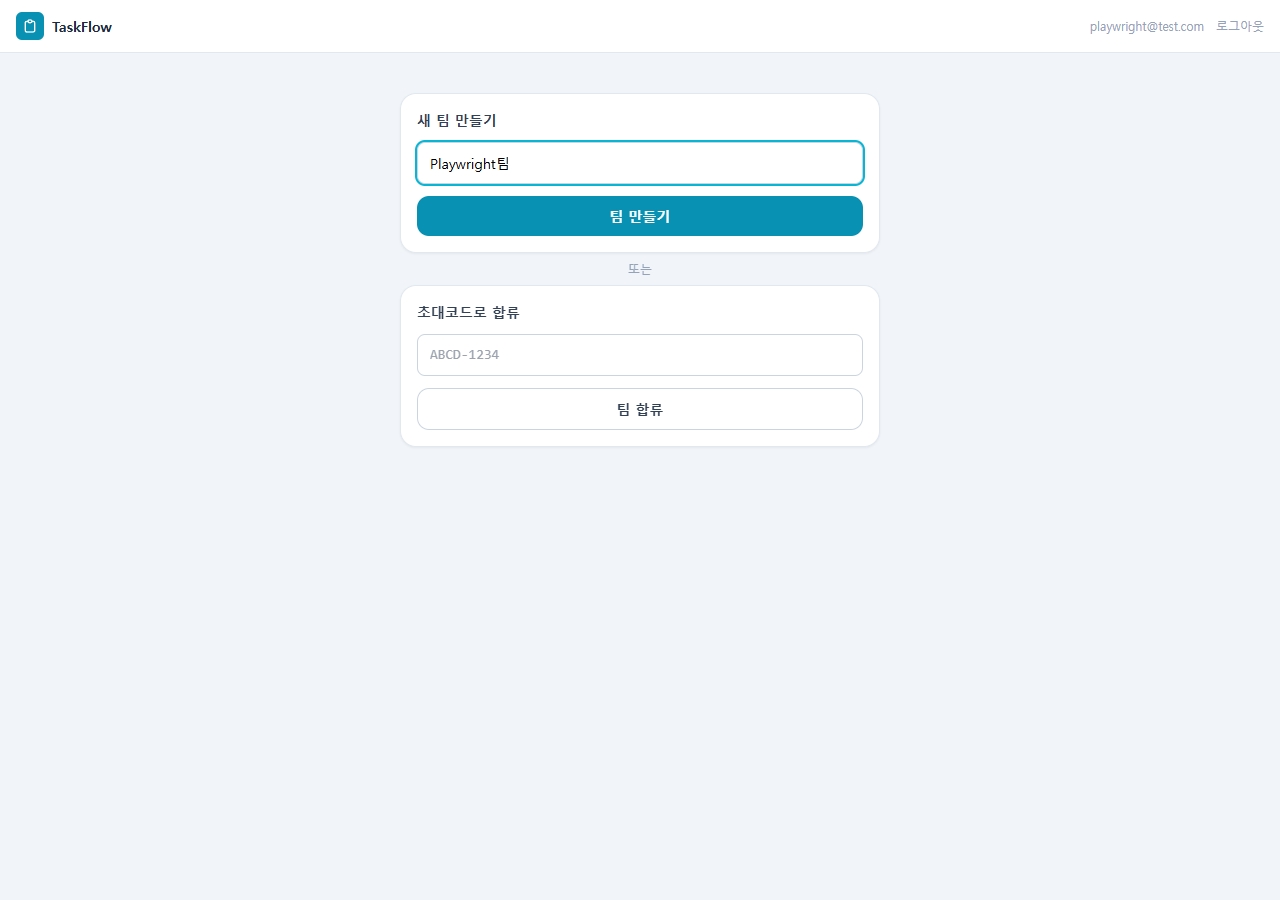 TaskFlow
playwright@test.com 로그아웃
새 팀 만들기
Playwright팀
팀 만들기
또는
초대코드로 합류
ABCD-1234
팀 합류